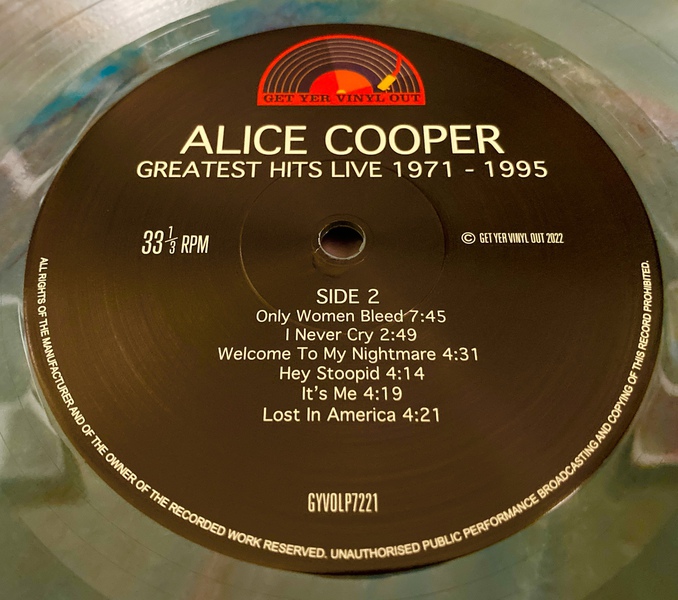 GET YER VINYL OUT
ALICE COOPER
GREATEST HITS LIVE 1971 - 1995
33 1/3 RPM
© GET YER VINYL OUT 2022
SIDE 2
Only Women Bleed 7:45
I Never Cry 2:49
Welcome To My Nightmare 4:31
Hey Stoopid 4:14
It's Me 4:19
Lost In America 4:21
GYVOLP7221
ALL RIGHTS OF THE MANUFACTURER AND OF THE OWNER OF THE RECORDED WORK RESERVED. UNAUTHORISED PUBLIC PERFORMANCE BROADCASTING AND COPYING OF THIS RECORD PROHIBITED.